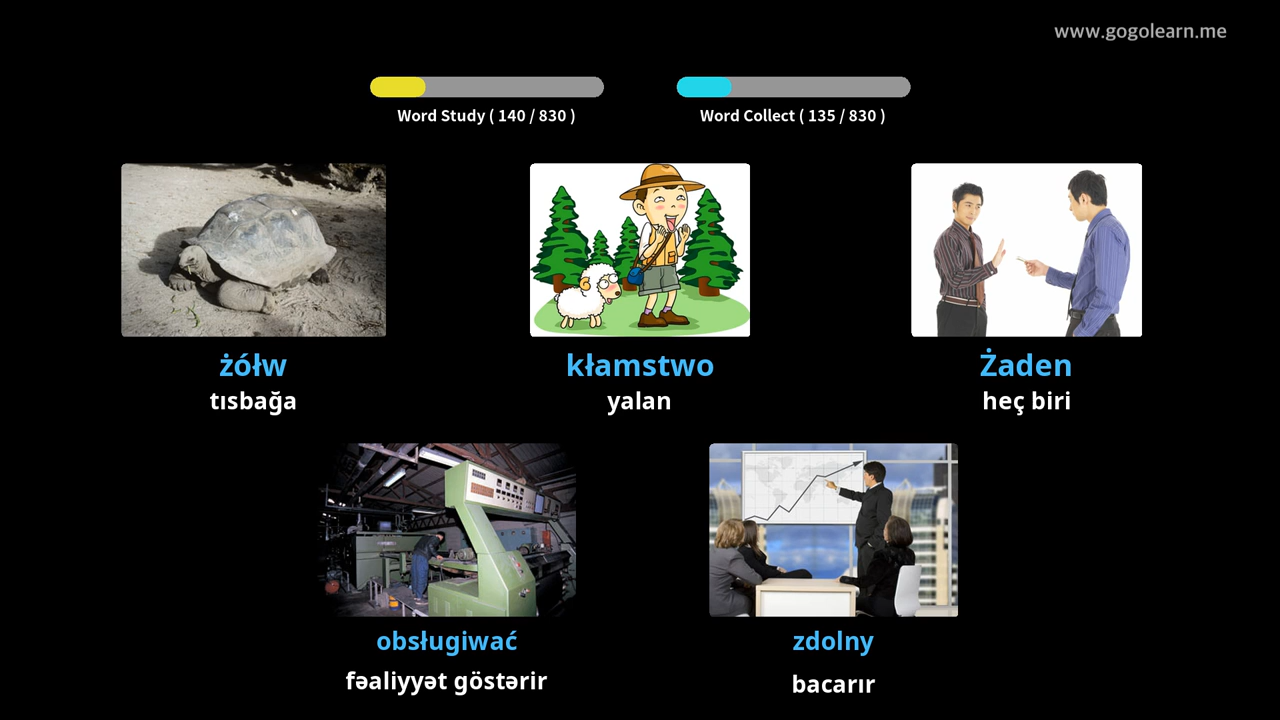 www.gogolearn.me
Word Study ( 140 / 830 )
Word Collect ( 135 / 830 )
żółw
tısbağa
kłamstwo
yalan
Żaden
heç biri
obsługiwać
fəaliyyət göstərir
zdolny
bacarır